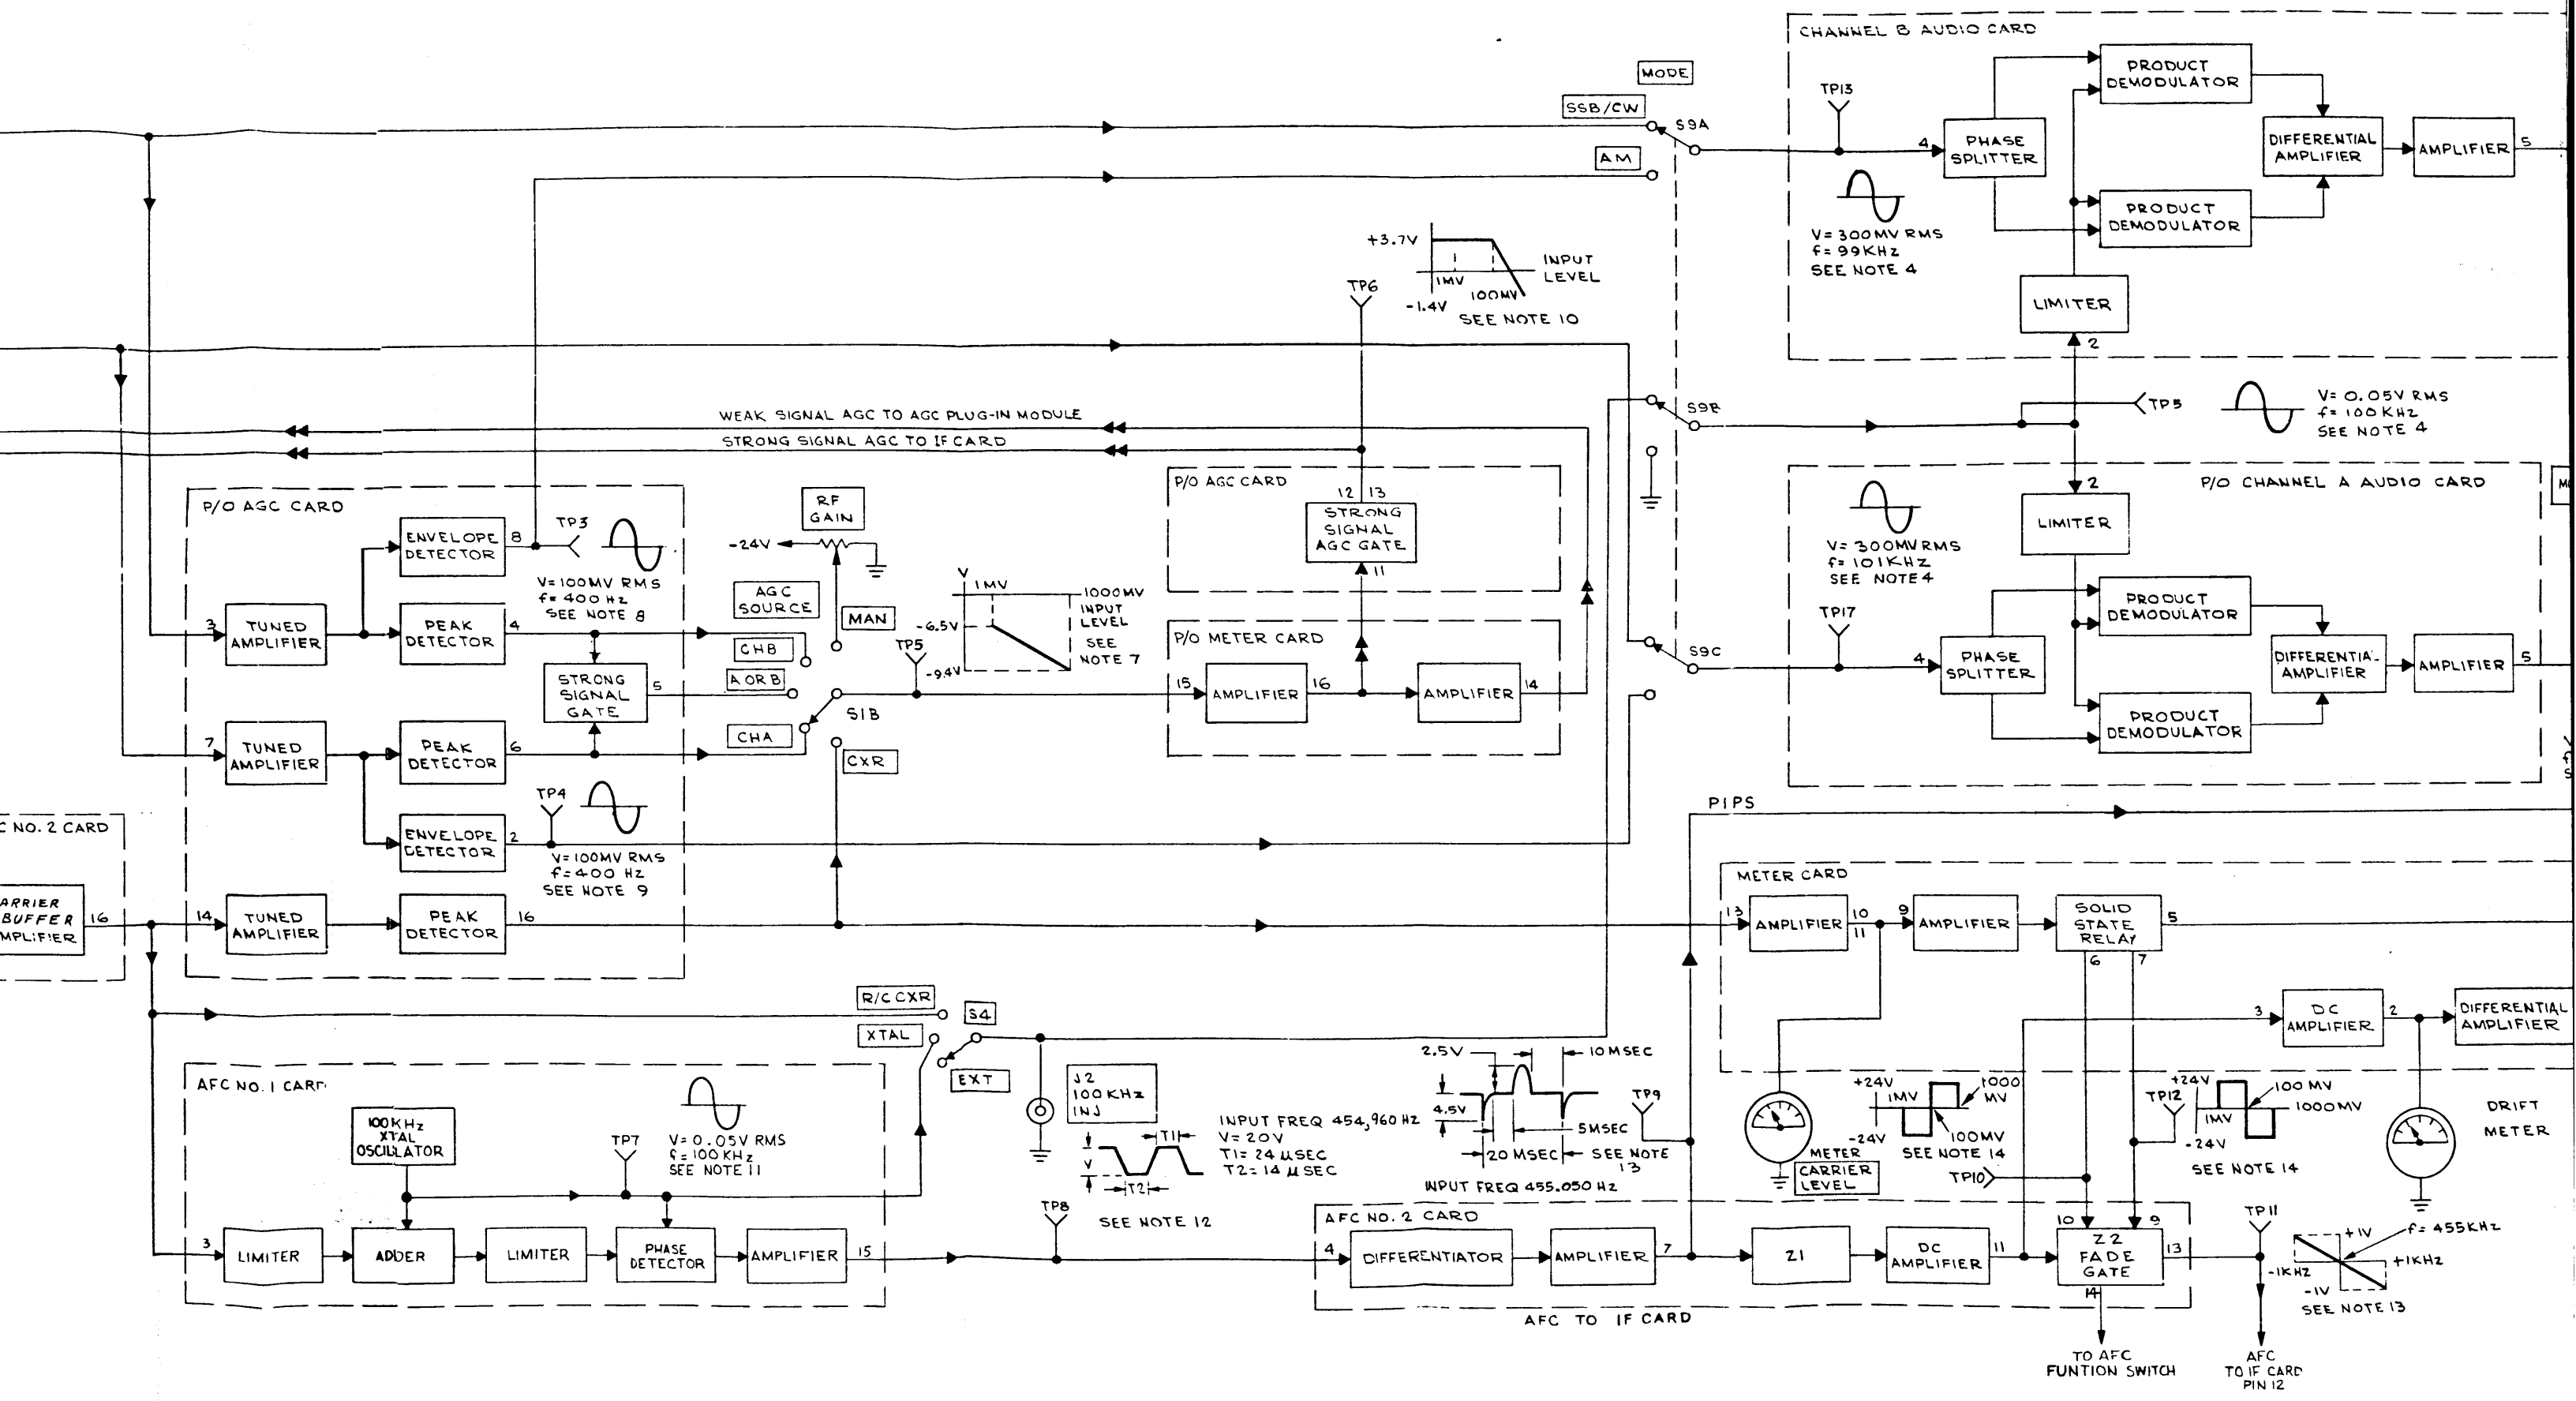 CHANNEL B AUDIO CARD
MODE
SSB/CW
S9A
AM
TP13
4
PHASE
SPLITTER
PRODUCT
DEMODULATOR
PRODUCT
DEMODULATOR
DIFFERENTIAL
AMPLIFIER
AMPLIFIER
5
V=300MV RMS
f=99KHZ
SEE NOTE 4
LIMITER
2
+3.7V
1MV
100MV
-1.4V
INPUT
LEVEL
SEE NOTE 10
TP6
WEAK SIGNAL AGC TO AGC PLUG-IN MODULE
STRONG SIGNAL AGC TO IF CARD
S9B
TP5
V=0.05V RMS
f=100KHZ
SEE NOTE 4
P/O AGC CARD
ENVELOPE
DETECTOR
8
TP3
V=100MV RMS
f=400HZ
SEE NOTE 8
3
TUNED
AMPLIFIER
PEAK
DETECTOR
4
STRONG
SIGNAL
GATE
5
7
TUNED
AMPLIFIER
PEAK
DETECTOR
6
TP4
ENVELOPE
DETECTOR
2
V=100MV RMS
f=400 HZ
SEE NOTE 9
14
TUNED
AMPLIFIER
PEAK
DETECTOR
16
C NO. 2 CARD
ARRIER
BUFFER
MPLIFIER
16
RF
GAIN
-24V
AGC
SOURCE
MAN
CHB
A OR B
CHA
CXR
S1B
TP5
V
1MV
1000MV
INPUT
LEVEL
-6.5V
-9.4V
SEE
NOTE 7
P/O AGC CARD
12 13
STRONG
SIGNAL
AGC GATE
11
P/O METER CARD
15
AMPLIFIER
16
AMPLIFIER
14
S9C
P/O CHANNEL A AUDIO CARD
2
LIMITER
V=300MVRMS
f=101KHZ
SEE NOTE4
TP17
4
PHASE
SPLITTER
PRODUCT
DEMODULATOR
PRODUCT
DEMODULATOR
DIFFERENTIA-
AMPLIFIER
AMPLIFIER
5
PIPS
METER CARD
13
AMPLIFIER
10
11
9
AMPLIFIER
SOLID
STATE
RELAY
5
6
7
3
DC
AMPLIFIER
2
DIFFERENTIAL
AMPLIFIER
R/C CXR
S4
XTAL
EXT
J2
100 KHZ
INJ
AFC NO. 1 CARD
100KHZ
XTAL
OSCILLATOR
TP7
V=0.05V RMS
f=100KHZ
SEE NOTE 11
3
LIMITER
ADDER
LIMITER
PHASE
DETECTOR
AMPLIFIER
15
V
T1
T2
INPUT FREQ 454,960 HZ
V=20V
T1=24 µSEC
T2=14 µSEC
SEE NOTE 12
TP8
2.5V
10MSEC
4.5V
5MSEC
20 MSEC
SEE NOTE
13
INPUT FREQ 455.050 HZ
TP9
METER
CARRIER
LEVEL
+24V
1MV
1000
MV
-24V
100MV
SEE NOTE 14
TP10
TP12
+24V
1MV
100 MV
1000MV
-24V
SEE NOTE 14
DRIFT
METER
AFC NO. 2 CARD
4
DIFFERENTIATOR
AMPLIFIER
7
Z1
DC
AMPLIFIER
11
10
9
Z2
FADE
GATE
13
14
TP11
+1V
f=455KHZ
-1KHZ
+1KHZ
-1V
SEE NOTE 13
AFC TO IF CARD
TO AFC
FUNTION SWITCH
AFC
TO IF CARD
PIN 12